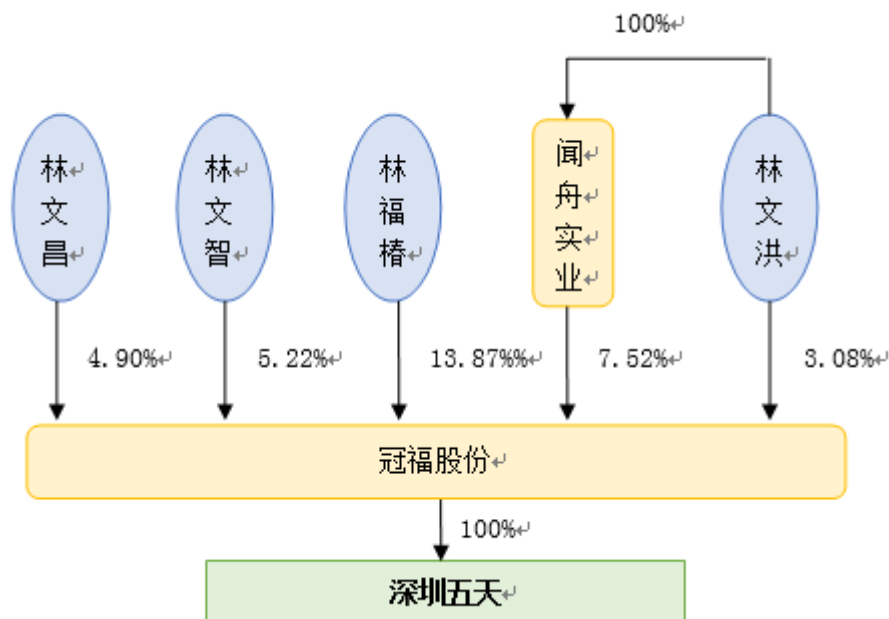 100%↵
林↵
文
昌↵
林↵
文
智↵
林
福
椿↵
闻↵
舟
实
业↵
林
文
洪↵
4.90%↵
5.22%↵
13.87%%↵
7.52%↵
3.08%↵
冠福股份↵
100%↵
深圳五天↵